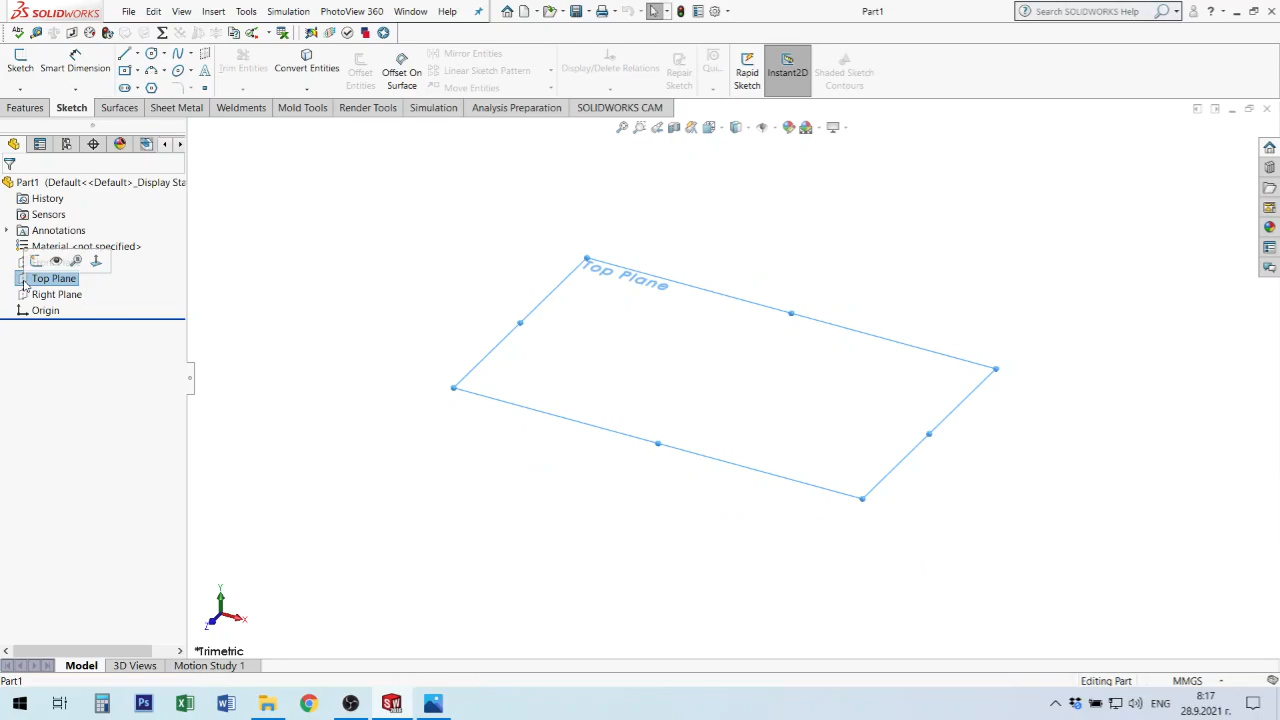 SOLIDWORKS File Edit View Insert Tools Simulation PhotoView 360 Window Help Part1 Search SOLIDWORKS Help
Sketch Smart Dimension Trim Entities Convert Entities Offset Entities Offset On Surface Mirror Entities Linear Sketch Pattern Move Entities Display/Delete Relations Repair Sketch Qui... Rapid Sketch Instant2D Shaded Sketch Contours
Features Sketch Surfaces Sheet Metal Weldments Mold Tools Render Tools Simulation Analysis Preparation SOLIDWORKS CAM
Part1 (Default<<Default>_Display Sta
History
Sensors
Annotations
Material <not specified>
Top Plane
Right Plane
Origin
Top Plane
Y
X
Z
*Trimetric
Model 3D Views Motion Study 1
Part1 Editing Part MMGS
ЕНГ 8:17
28.9.2021 г.